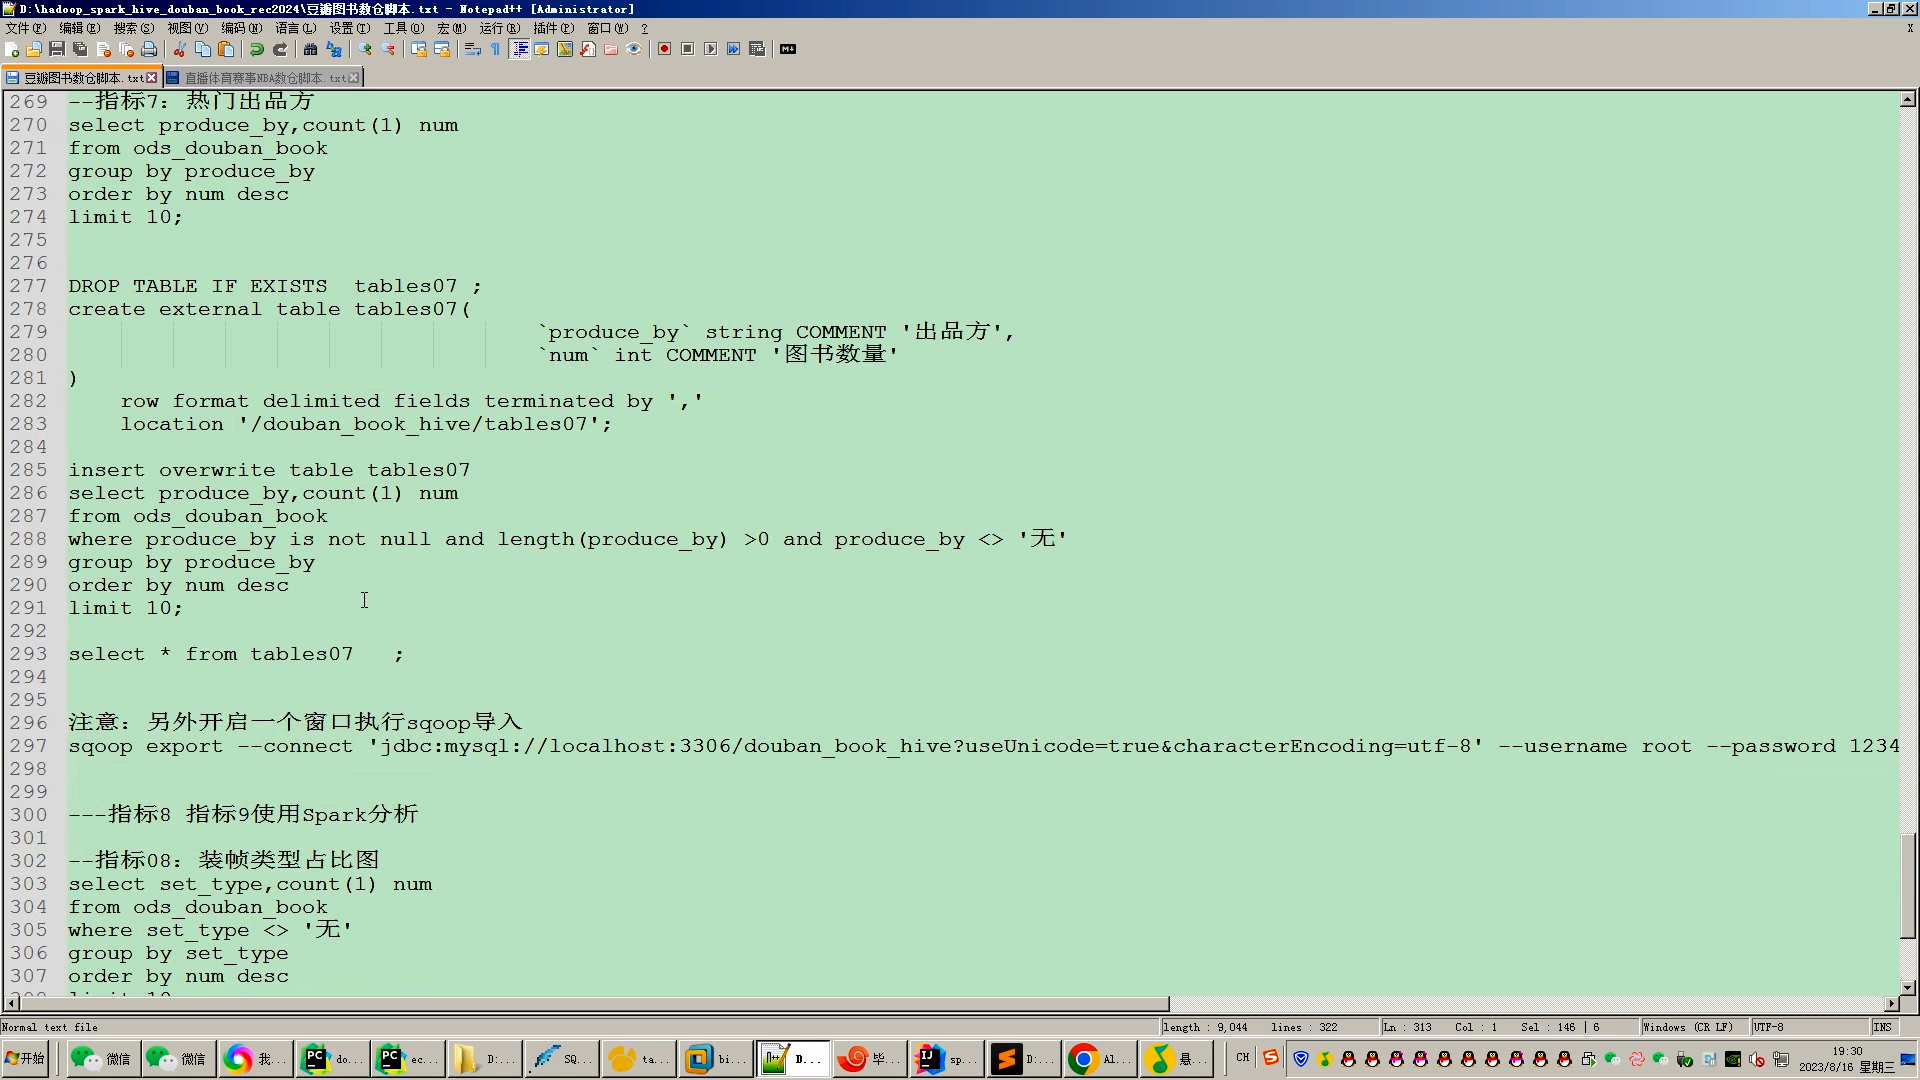 D:\hadoop_spark_hive_douban_book_rec2024\豆瓣图书数仓脚本.txt - Notepad++ [Administrator]
文件(F) 编辑(E) 搜索(S) 视图(V) 编码(N) 语言(L) 设置(T) 工具(O) 宏(M) 运行(R) 插件(P) 窗口(W) ? X
豆瓣图书数仓脚本.txt 直播体育赛事NBA数仓脚本.txt
269 --指标7：热门出品方
270 select produce_by,count(1) num
271 from ods_douban_book
272 group by produce_by
273 order by num desc
274 limit 10;
275
276
277 DROP TABLE IF EXISTS  tables07 ;
278 create external table tables07(
279 `produce_by` string COMMENT '出品方',
280 `num` int COMMENT '图书数量'
281 )
282     row format delimited fields terminated by ','
283     location '/douban_book_hive/tables07';
284
285 insert overwrite table tables07
286 select produce_by,count(1) num
287 from ods_douban_book
288 where produce_by is not null and length(produce_by) >0 and produce_by <> '无'
289 group by produce_by
290 order by num desc
291 limit 10;
292
293 select * from tables07   ;
294
295
296 注意：另外开启一个窗口执行sqoop导入
297 sqoop export --connect 'jdbc:mysql://localhost:3306/douban_book_hive?useUnicode=true&characterEncoding=utf-8' --username root --password 1234
298
299
300 ---指标8 指标9使用Spark分析
301
302 --指标08：装帧类型占比图
303 select set_type,count(1) num
304 from ods_douban_book
305 where set_type <> '无'
306 group by set_type
307 order by num desc
Normal text file length : 9,044 lines : 322 Ln : 313 Col : 1 Sel : 146 | 6 Windows (CR LF) UTF-8 INS
开始 微信 微信 我... do... ec... D:... SQ... ta... bi... D... 毕... sp... D:... Al... 悬... CH 19:30
2023/8/16 星期三